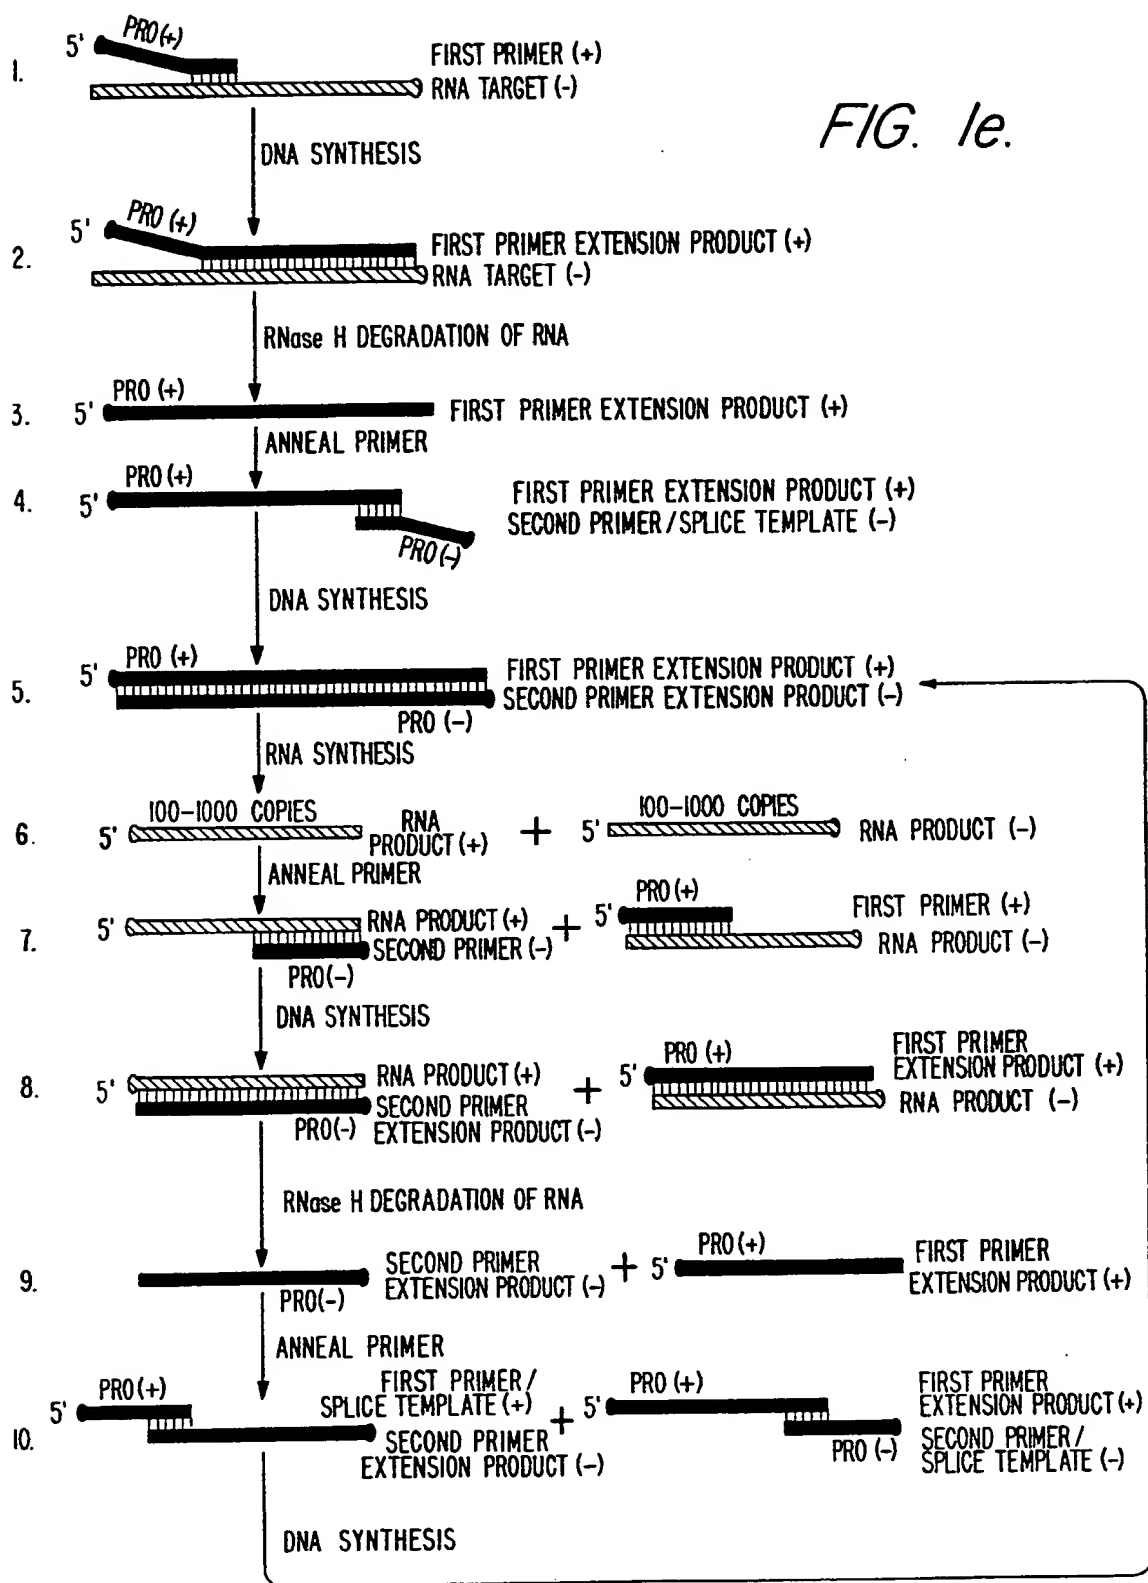 FIG. 1e.
1.
5'
PRO(+)
FIRST PRIMER (+)
RNA TARGET (-)
DNA SYNTHESIS
2.
5'
PRO (+)
FIRST PRIMER EXTENSION PRODUCT (+)
RNA TARGET (-)
RNase H DEGRADATION OF RNA
3.
5'
PRO (+)
FIRST PRIMER EXTENSION PRODUCT (+)
ANNEAL PRIMER
4.
5'
PRO (+)
FIRST PRIMER EXTENSION PRODUCT (+)
SECOND PRIMER/SPLICE TEMPLATE (-)
PRO(-)
DNA SYNTHESIS
5.
5'
PRO (+)
FIRST PRIMER EXTENSION PRODUCT (+)
SECOND PRIMER EXTENSION PRODUCT (-)
PRO (-)
RNA SYNTHESIS
6.
5'
100-1000 COPIES
RNA
PRODUCT (+)
+
5'
100-1000 COPIES
RNA PRODUCT (-)
ANNEAL PRIMER
7.
5'
RNA PRODUCT (+)
SECOND PRIMER (-)
PRO(-)
+
5'
PRO (+)
FIRST PRIMER (+)
RNA PRODUCT (-)
DNA SYNTHESIS
8.
5'
RNA PRODUCT (+)
SECOND PRIMER
EXTENSION PRODUCT (-)
PRO(-)
+
5'
PRO (+)
FIRST PRIMER
EXTENSION PRODUCT (+)
RNA PRODUCT (-)
RNase H DEGRADATION OF RNA
9.
SECOND PRIMER
EXTENSION PRODUCT (-)
PRO(-)
+
5'
PRO (+)
FIRST PRIMER
EXTENSION PRODUCT (+)
ANNEAL PRIMER
10.
5'
PRO(+)
FIRST PRIMER/
SPLICE TEMPLATE (+)
SECOND PRIMER
EXTENSION PRODUCT (-)
+
5'
PRO (+)
FIRST PRIMER
EXTENSION PRODUCT (+)
SECOND PRIMER/
SPLICE TEMPLATE (-)
PRO (-)
DNA SYNTHESIS